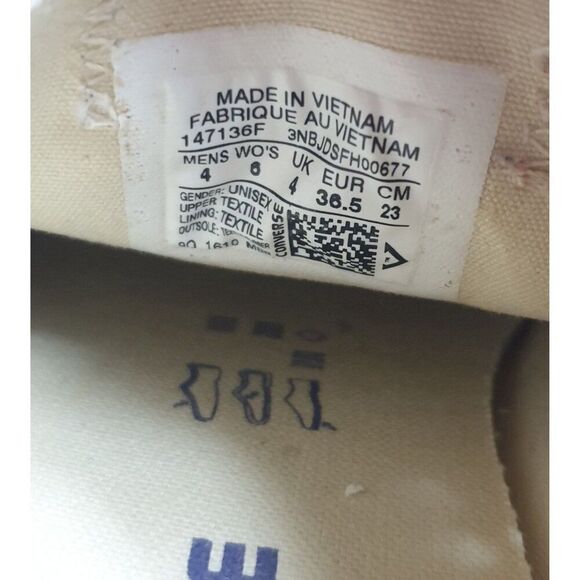 MADE IN VIETNAM
FABRIQUE AU VIETNAM
147136F 3NBJDSFH00677
MENS WO'S UK EUR CM
4 6 4 36.5 23
GENDER: UNISEX
UPPER: TEXTILE
LINING: TEXTILE
OUTSOLE:
CONVERSE
E